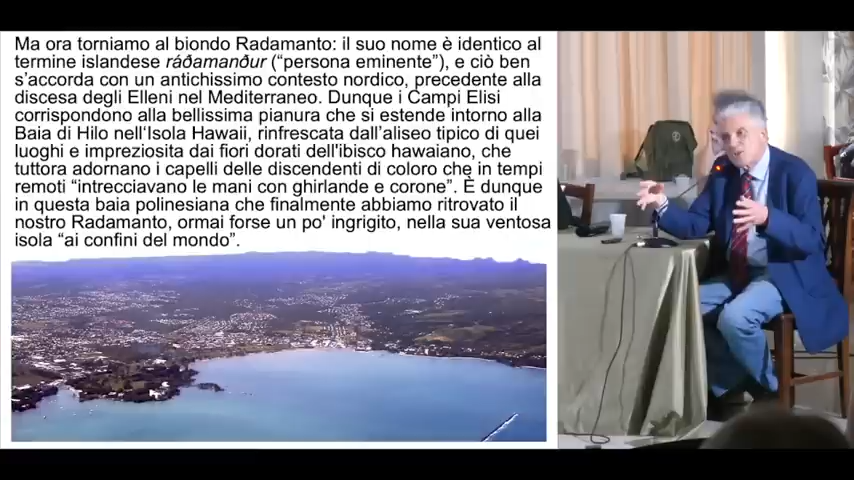 Ma ora torniamo al biondo Radamanto: il suo nome è identico al
termine islandese ráðamanður (“persona eminente”), e ciò ben
s’accorda con un antichissimo contesto nordico, precedente alla
discesa degli Elleni nel Mediterraneo. Dunque i Campi Elisi
corrispondono alla bellissima pianura che si estende intorno alla
Baia di Hilo nell‘Isola Hawaii, rinfrescata dall’aliseo tipico di quei
luoghi e impreziosita dai fiori dorati dell'ibisco hawaiano, che
tuttora adornano i capelli delle discendenti di coloro che in tempi
remoti “intrecciavano le mani con ghirlande e corone”. È dunque
in questa baia polinesiana che finalmente abbiamo ritrovato il
nostro Radamanto, ormai forse un po' ingrigito, nella sua ventosa
isola “ai confini del mondo”.